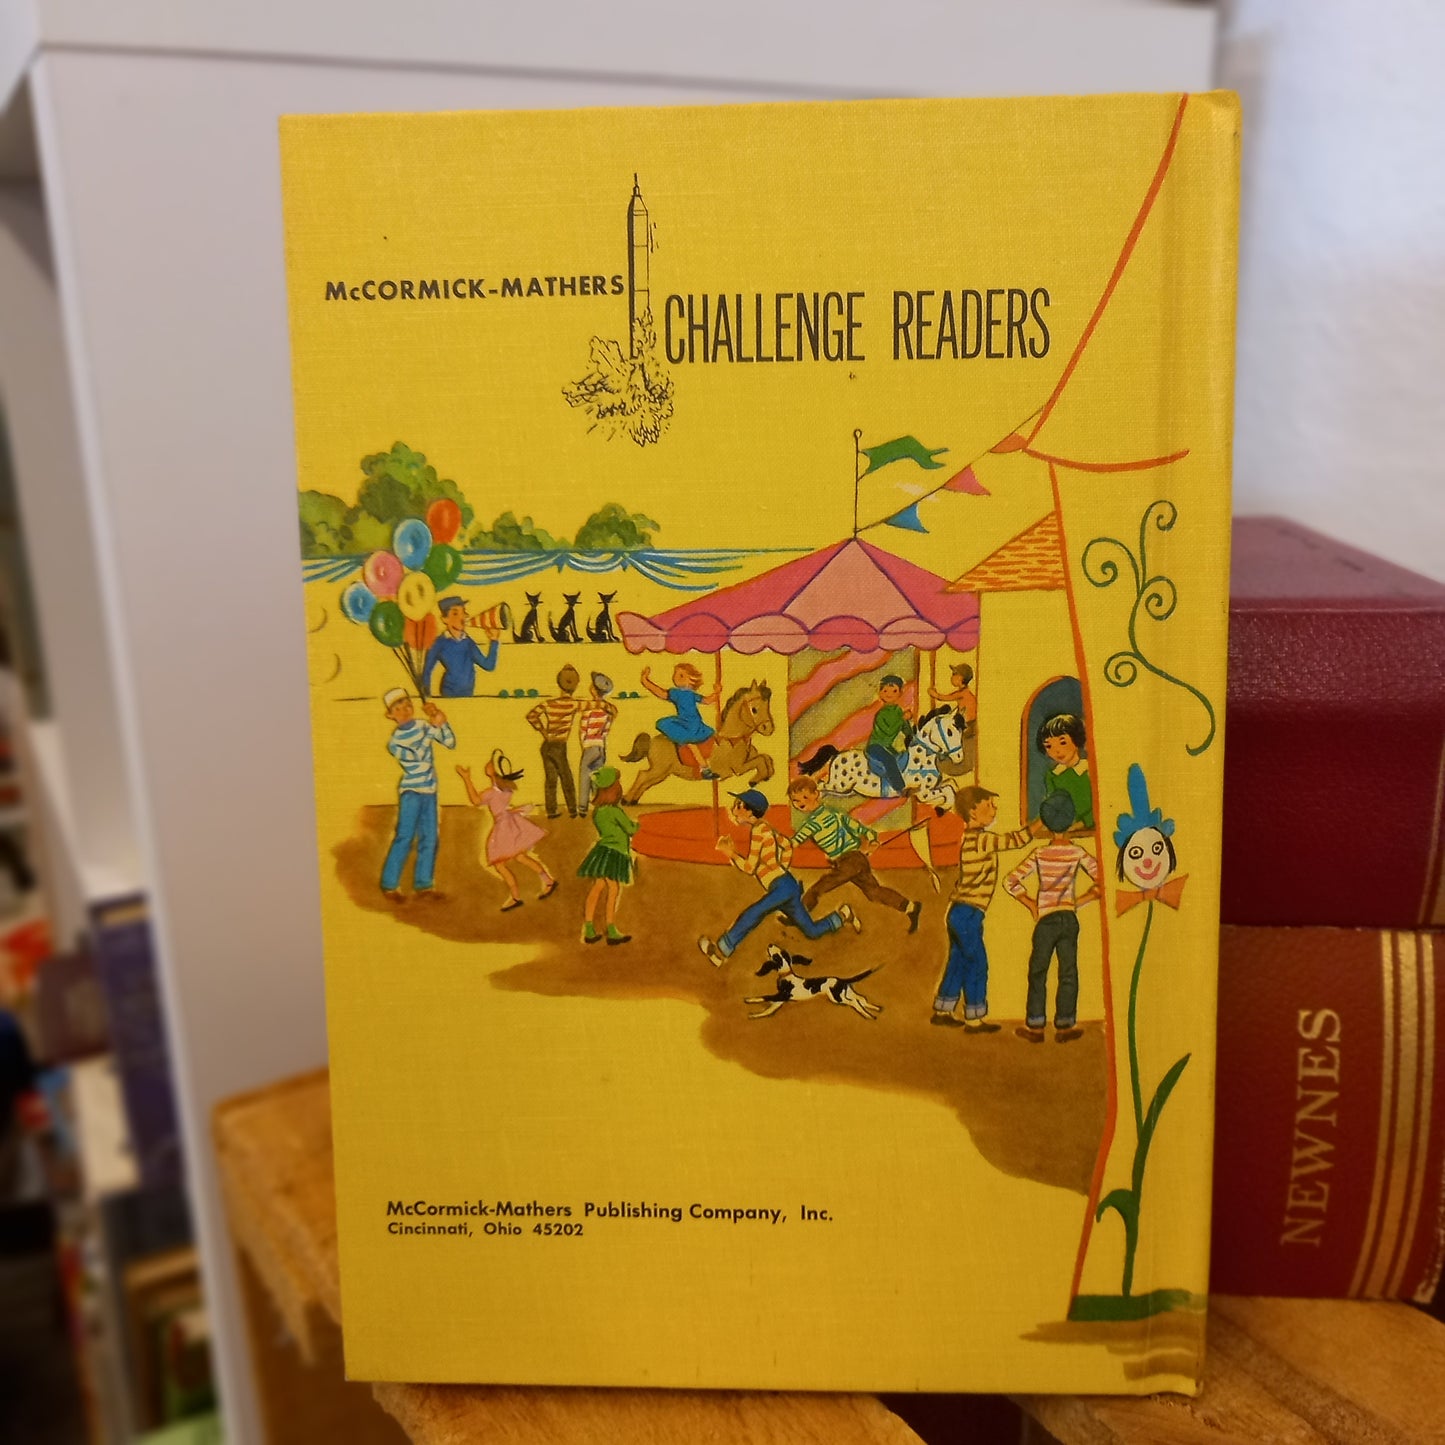 McCORMICK-MATHERS
CHALLENGE READERS
McCormick-Mathers Publishing Company, Inc.
Cincinnati, Ohio 45202
NEWNES